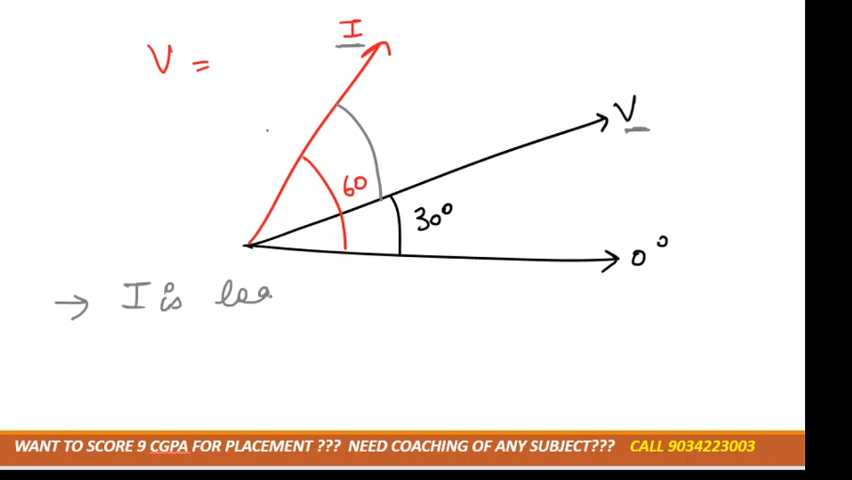 I
V =
V
60
30°
0°
→ I is lea
WANT TO SCORE 9 CGPA FOR PLACEMENT ??? NEED COACHING OF ANY SUBJECT??? CALL 9034223003